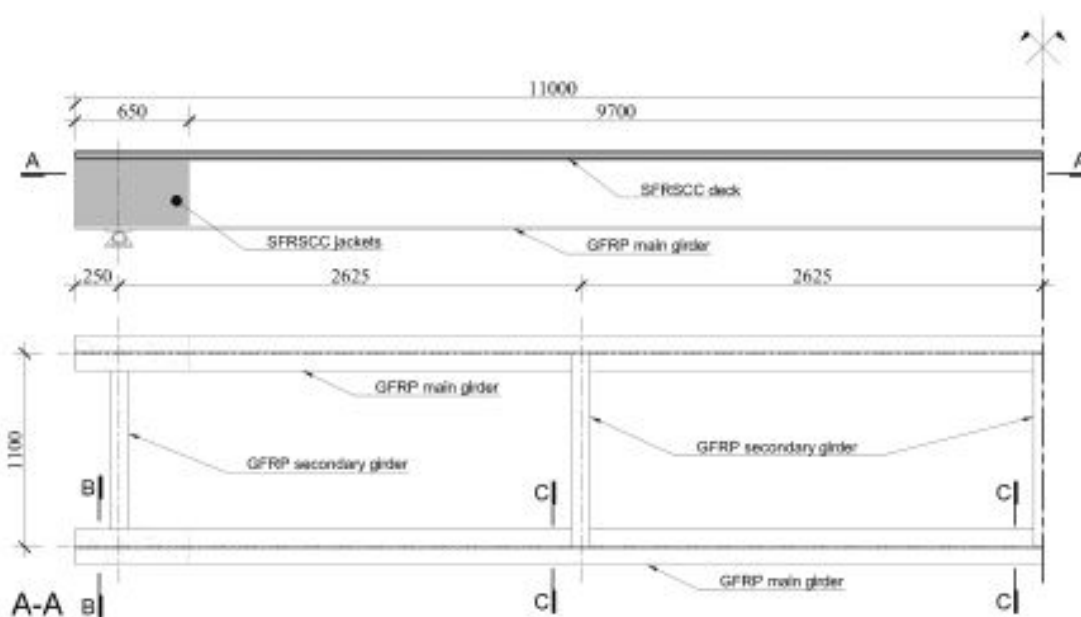 11000
650
9700
A
A
SFRSCC deck
SFRSCC jackets
GFRP main girder
250
2625
2625
GFRP main girder
1100
GFRP secondary girder
GFRP secondary girder
B
C
C
GFRP main girder
A-A
B
C
C